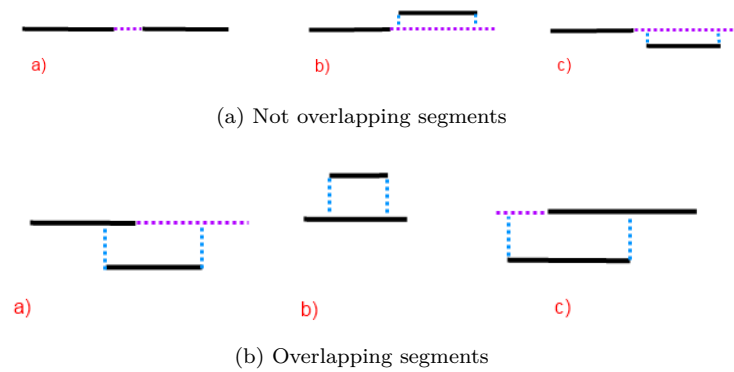 a) b) c)
(a) Not overlapping segments
a) b) c)
(b) Overlapping segments